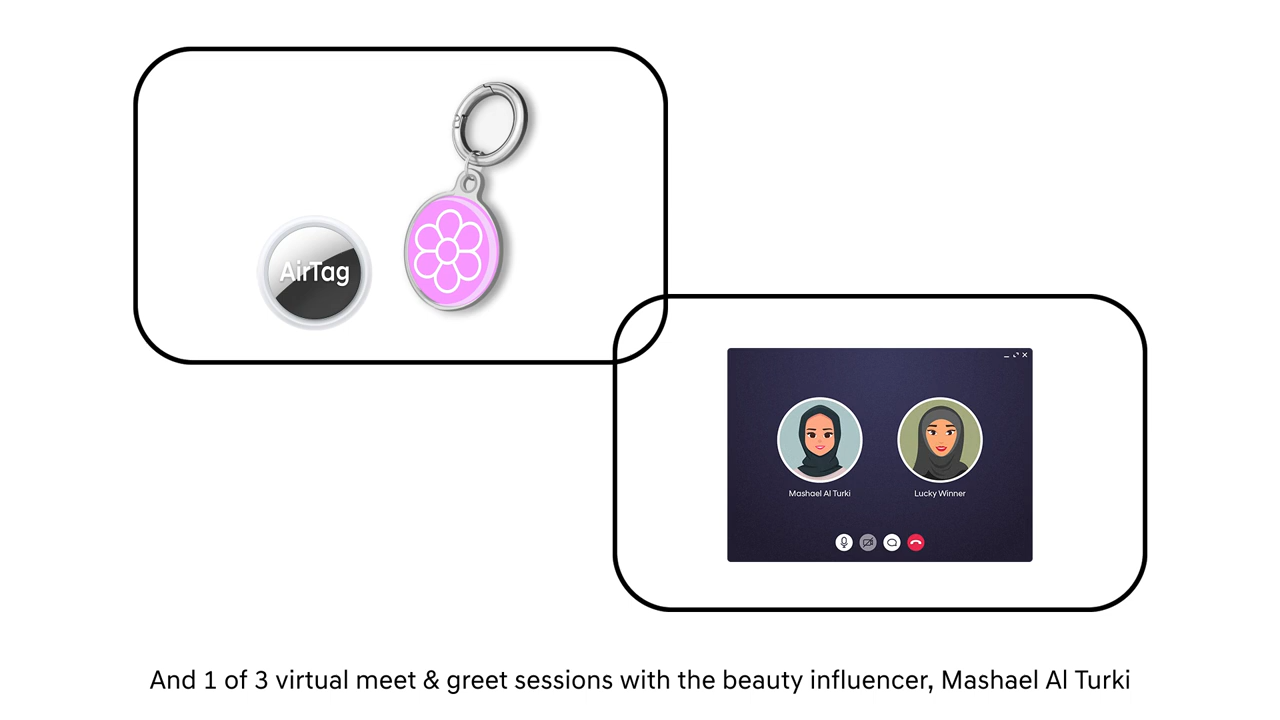 AirTag
Mashael Al Turki
Lucky Winner
And 1 of 3 virtual meet & greet sessions with the beauty influencer, Mashael Al Turki